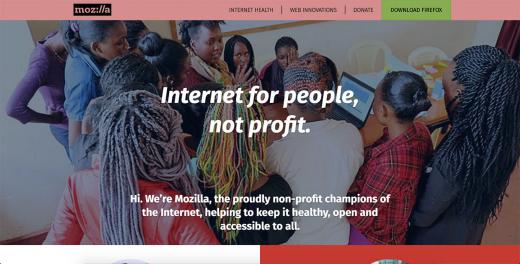 moz://a
INTERNET HEALTH
WEB INNOVATIONS
DONATE
DOWNLOAD FIREFOX
Internet for people,
not profit.
Hi. We're Mozilla, the proudly non-profit champions of
the Internet, helping to keep it healthy, open and
accessible to all.